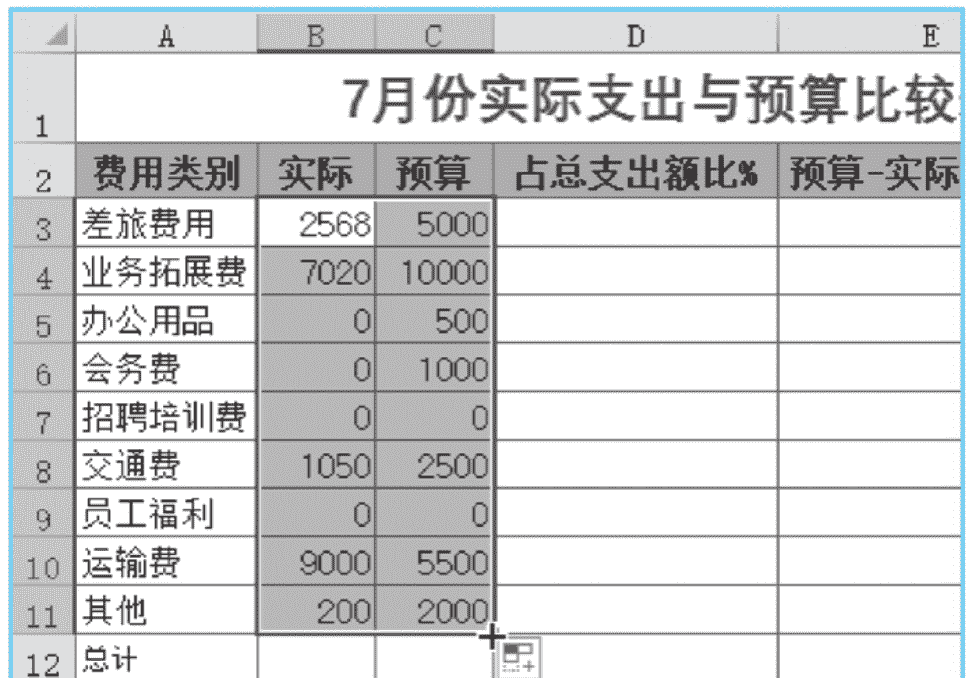 A B C D E
1 7月份实际支出与预算比较
2 费用类别 实际 预算 占总支出额比% 预算-实际
3 差旅费用 2568 5000
4 业务拓展费 7020 10000
5 办公用品 0 500
6 会务费 0 1000
7 招聘培训费 0 0
8 交通费 1050 2500
9 员工福利 0 0
10 运输费 9000 5500
11 其他 200 2000
12 总计